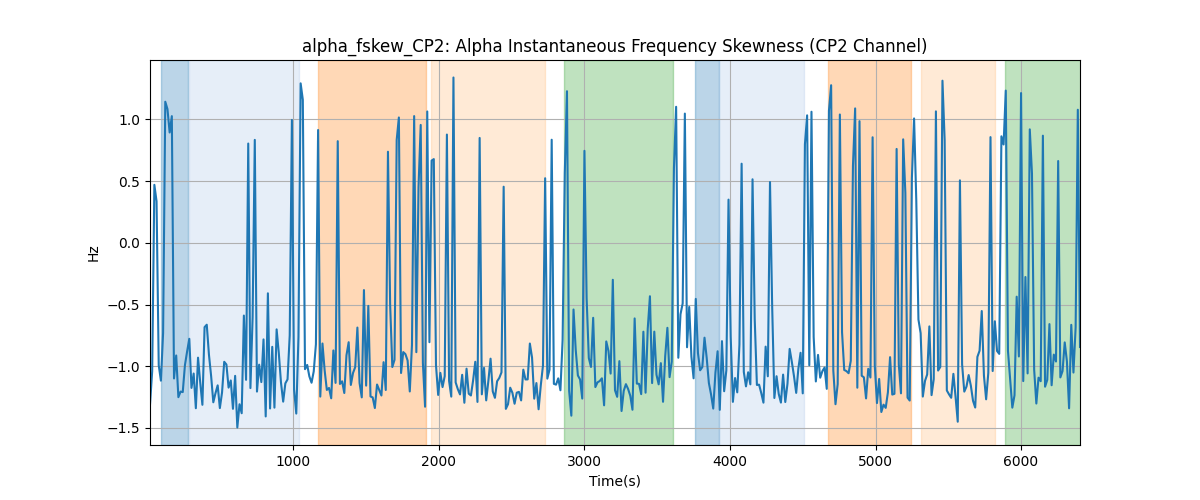 alpha_fskew_CP2: Alpha Instantaneous Frequency Skewness (CP2 Channel)
1.0
0.5
0.0
−0.5
−1.0
−1.5
Hz
1000 2000 3000 4000 5000 6000
Time(s)